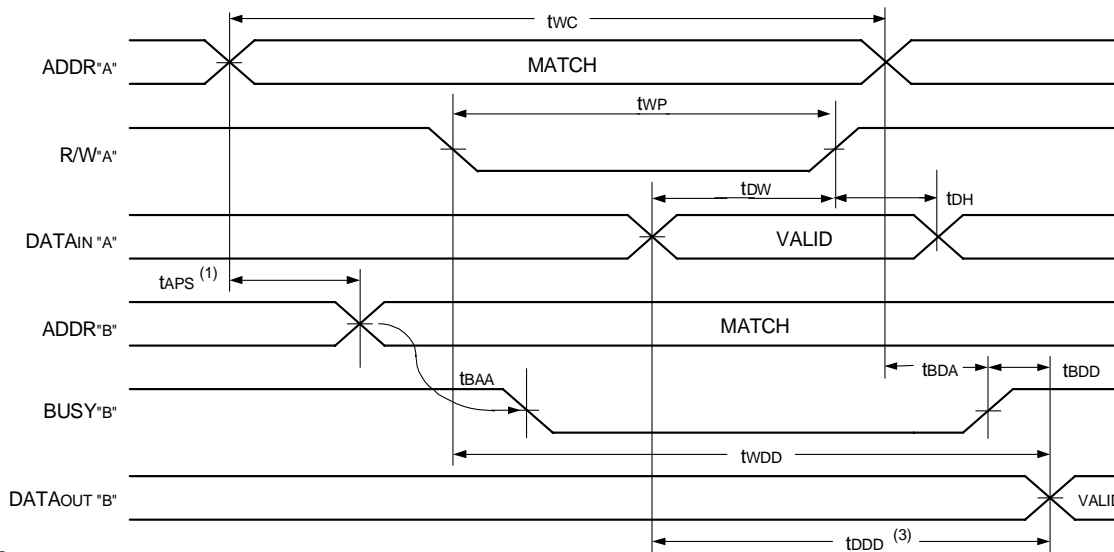 tWC
ADDR"A"
MATCH
tWP
R/W"A"
tDW
tDH
DATAIN "A"
VALID
tAPS (1)
ADDR"B"
MATCH
tBAA
tBDA
tBDD
BUSY"B"
tWDD
DATAOUT "B"
VALID
tDDD (3)